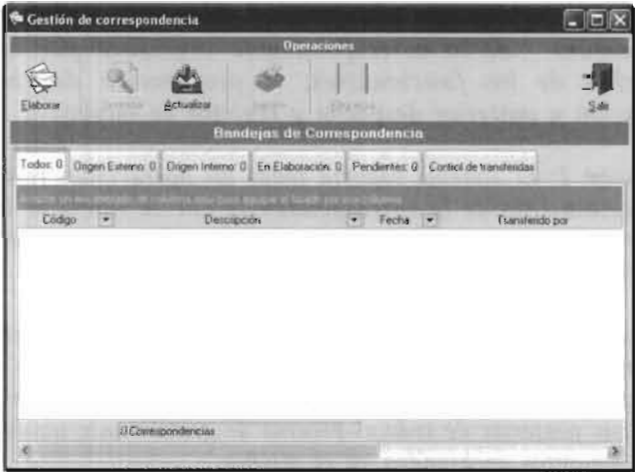 Gestión de correspondencia
Operaciones
Elaborar Actualizar Salir
Bandejas de Correspondencia
Todos: 0 Origen Externo: 0 Origen Interno: 0 En Elaboración: 0 Pendientes: 0 Control de transferidas
Código Descripción Fecha Transferido por
0 Correspondencias